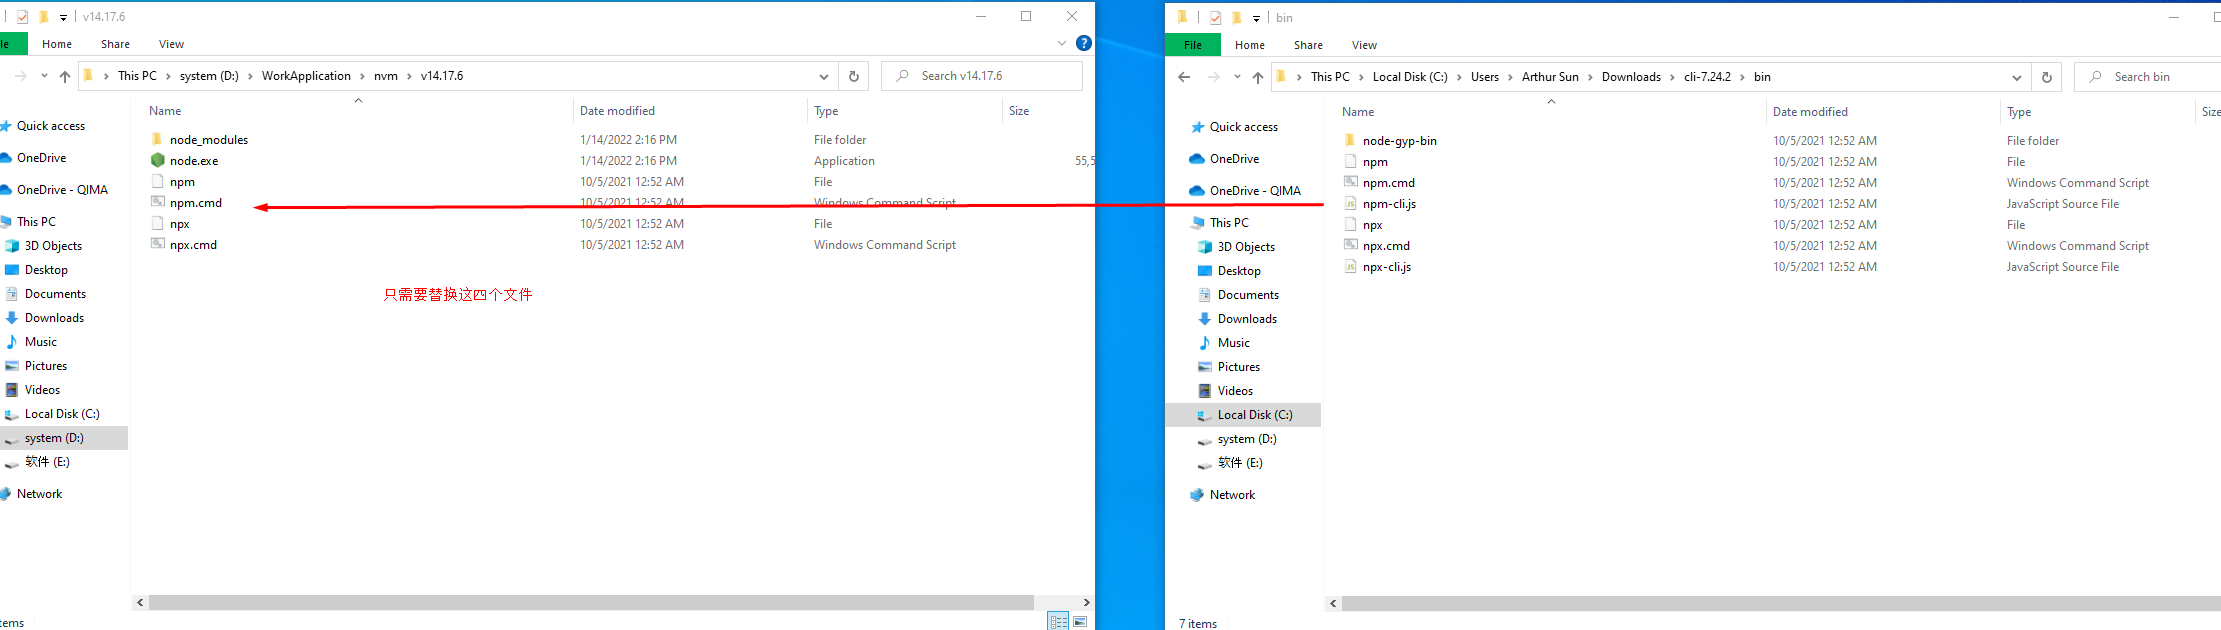 v14.17.6
le Home Share View
This PC system (D:) WorkApplication nvm v14.17.6
Search v14.17.6
Name Date modified Type Size
Quick access
OneDrive
OneDrive - QIMA
This PC
3D Objects
Desktop
Documents
Downloads
Music
Pictures
Videos
Local Disk (C:)
system (D:)
软件 (E:)
Network
node_modules 1/14/2022 2:16 PM File folder
node.exe 1/14/2022 2:16 PM Application 55,5
npm 10/5/2021 12:52 AM File
npm.cmd 10/5/2021 12:52 AM Windows Command Script
npx 10/5/2021 12:52 AM File
npx.cmd 10/5/2021 12:52 AM Windows Command Script
只需要替换这四个文件
tems
bin
File Home Share View
This PC Local Disk (C:) Users Arthur Sun Downloads cli-7.24.2 bin
Search bin
Name Date modified Type Size
Quick access
OneDrive
OneDrive - QIMA
This PC
3D Objects
Desktop
Documents
Downloads
Music
Pictures
Videos
Local Disk (C:)
system (D:)
软件 (E:)
Network
node-gyp-bin 10/5/2021 12:52 AM File folder
npm 10/5/2021 12:52 AM File
npm.cmd 10/5/2021 12:52 AM Windows Command Script
npm-cli.js 10/5/2021 12:52 AM JavaScript Source File
npx 10/5/2021 12:52 AM File
npx.cmd 10/5/2021 12:52 AM Windows Command Script
npx-cli.js 10/5/2021 12:52 AM JavaScript Source File
7 items